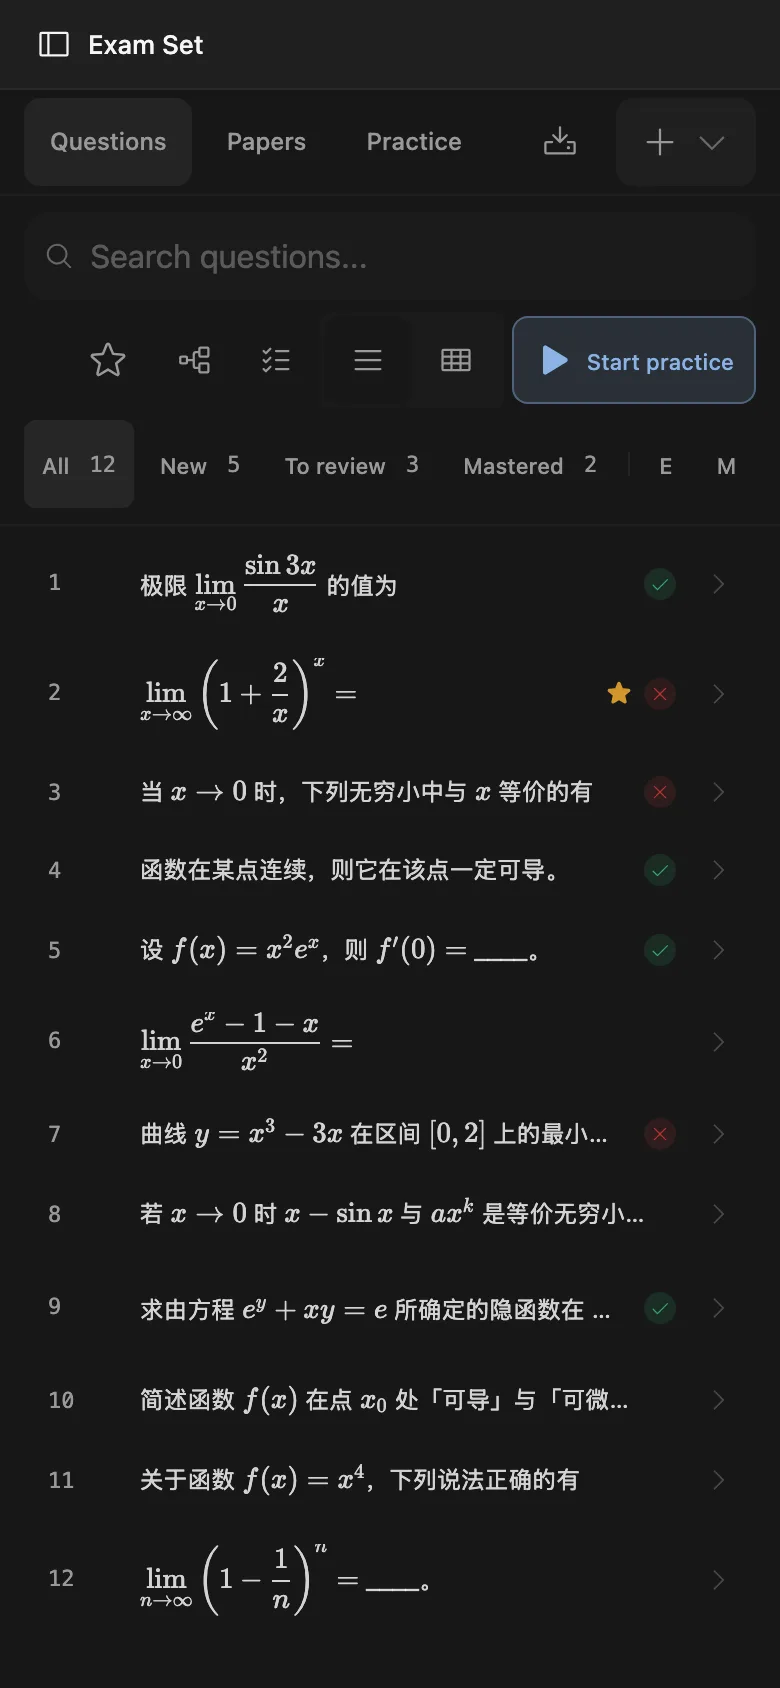 Exam Set
Questions Papers Practice
Search questions...
Start practice
All 12 New 5 To review 3 Mastered 2 E M
1 极限 lim_{x→0} \frac{sin 3x}{x} 的值为
2 lim_{x→∞} (1 + \frac{2}{x})^x =
3 当 x → 0 时，下列无穷小中与 x 等价的有
4 函数在某点连续，则它在该点一定可导。
5 设 f(x) = x²eˣ，则 f′(0) = ____。
6 lim_{x→0} \frac{eˣ − 1 − x}{x²} =
7 曲线 y = x³ − 3x 在区间 [0, 2] 上的最小...
8 若 x → 0 时 x − sin x 与 axᵏ 是等价无穷小...
9 求由方程 eʸ + xy = e 所确定的隐函数在 ...
10 简述函数 f(x) 在点 x₀ 处「可导」与「可微...
11 关于函数 f(x) = x⁴，下列说法正确的有
12 lim_{n→∞} (1 − \frac{1}{n})^n = ____。